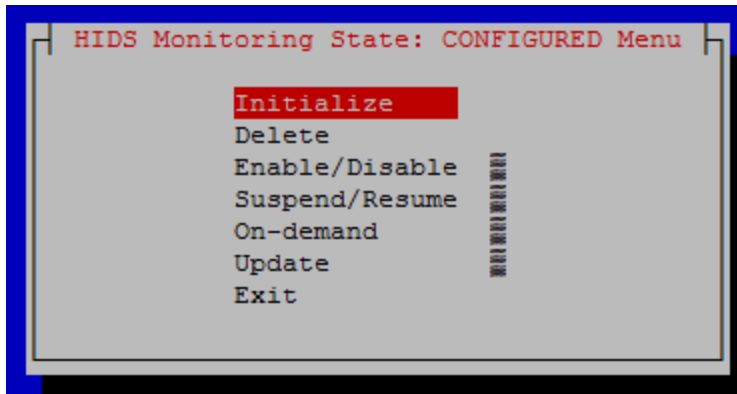 HIDS Monitoring State: CONFIGURED Menu
Initialize
Delete
Enable/Disable
Suspend/Resume
On-demand
Update
Exit